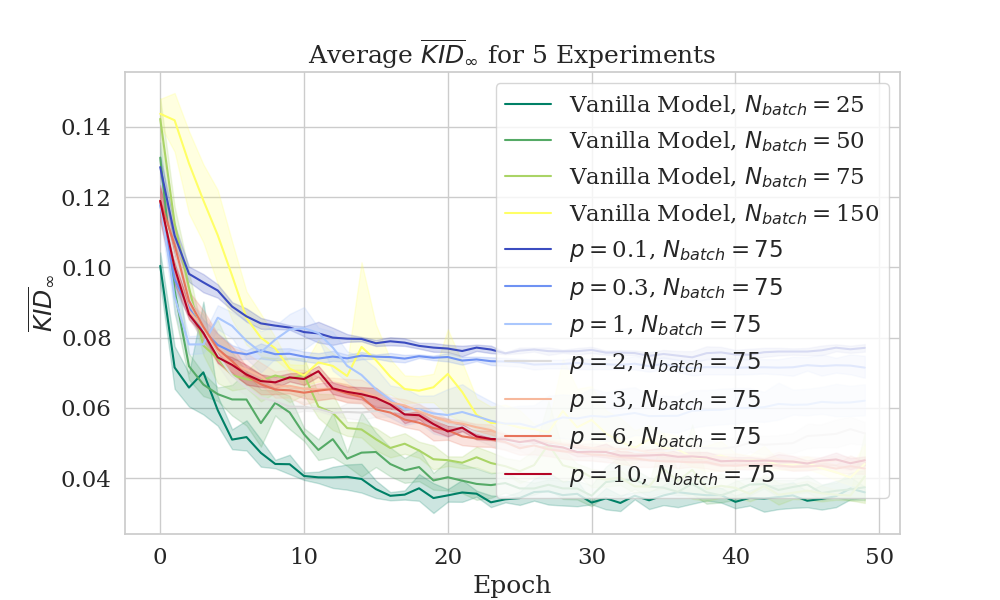 Average $\overline{KID}_\infty$ for 5 Experiments
$\overline{KID}_\infty$
0.14
0.12
0.10
0.08
0.06
0.04
Vanilla Model, $N_{batch} = 25$
Vanilla Model, $N_{batch} = 50$
Vanilla Model, $N_{batch} = 75$
Vanilla Model, $N_{batch} = 150$
$p = 0.1$, $N_{batch} = 75$
$p = 0.3$, $N_{batch} = 75$
$p = 1$, $N_{batch} = 75$
$p = 2$, $N_{batch} = 75$
$p = 3$, $N_{batch} = 75$
$p = 6$, $N_{batch} = 75$
$p = 10$, $N_{batch} = 75$
0 10 20 30 40 50
Epoch